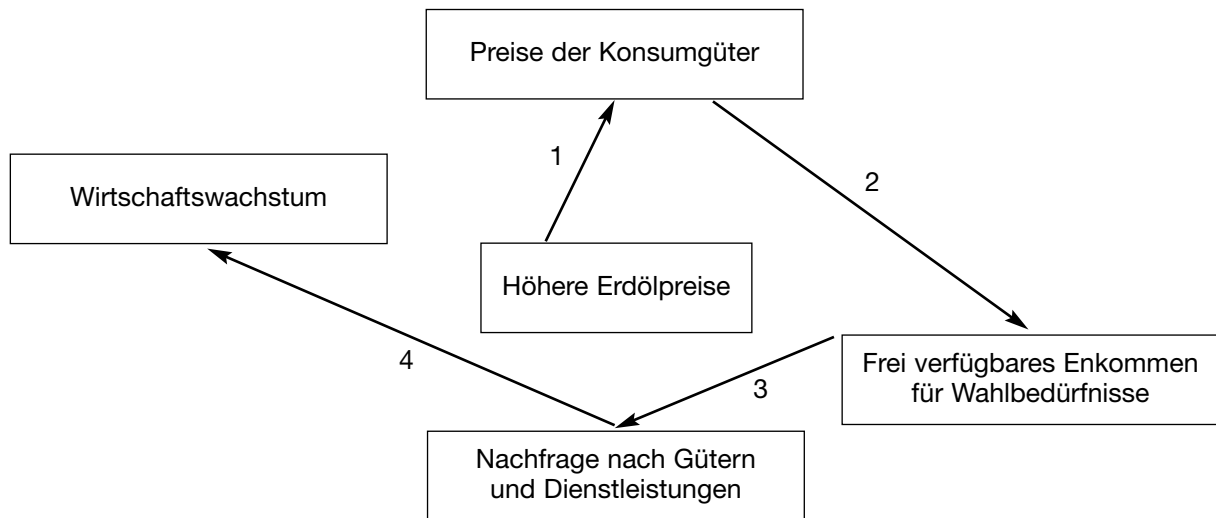 Preise der Konsumgüter
1
2
Wirtschaftswachstum
Höhere Erdölpreise
4
3
Frei verfügbares Enkommen
für Wahlbedürfnisse
Nachfrage nach Gütern
und Dienstleistungen